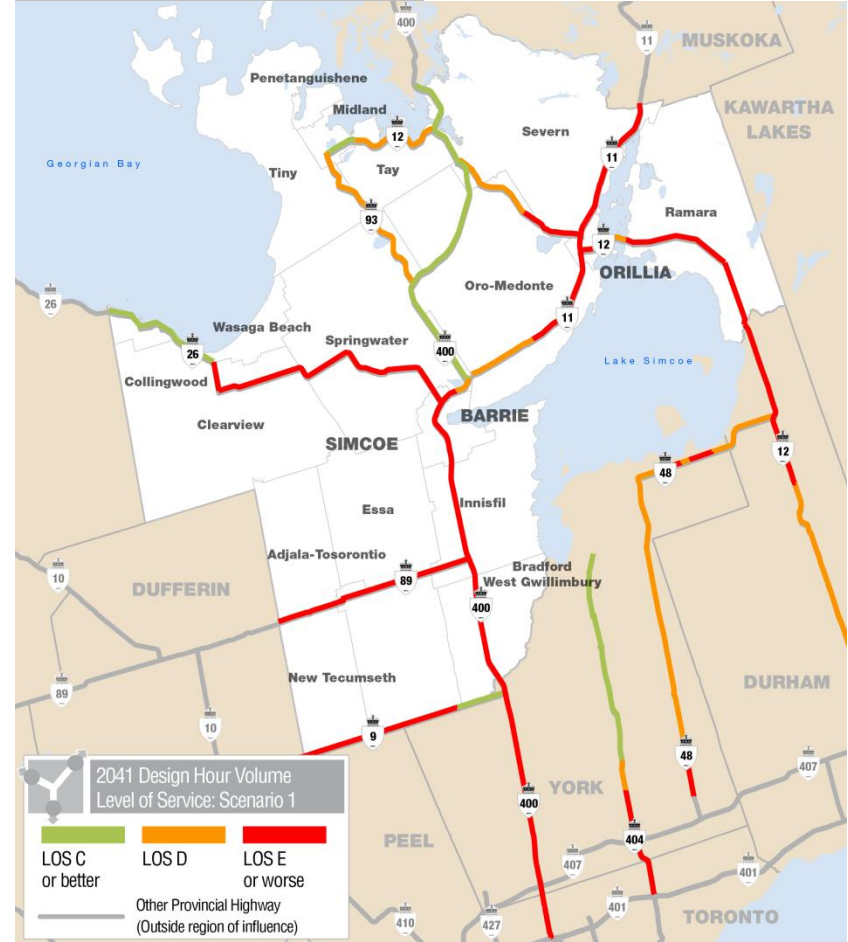 400
11
MUSKOKA
Penetanguishene
KAWARTHA
LAKES
Midland
Severn
12
11
Georgian Bay
Tay
Tiny
93
Ramara
12
ORILLIA
26
Oro-Medonte
11
Wasaga Beach
Springwater
400
26
Lake Simcoe
Collingwood
BARRIE
Clearview
SIMCOE
12
48
Innisfil
Essa
Adjala-Tosorontio
Bradford
West Gwillimbury
10
DUFFERIN
89
400
New Tecumseth
DURHAM
89
10
9
48
407
2041 Design Hour Volume
Level of Service: Scenario 1
YORK
400
PEEL
404
LOS C
or better
LOS D
LOS E
or worse
407
401
Other Provincial Highway
(Outside region of influence)
410
427
401
TORONTO